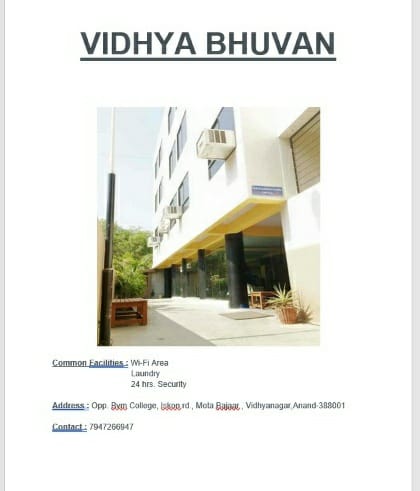 VIDHYA BHUVAN
Common Facilities : Wi-Fi Area
Laundry
24 hrs. Security
Address : Opp. Bvm College, Iskon rd., Mota Bajaar., Vidhyanagar,Anand-388001
Contact : 7947266947